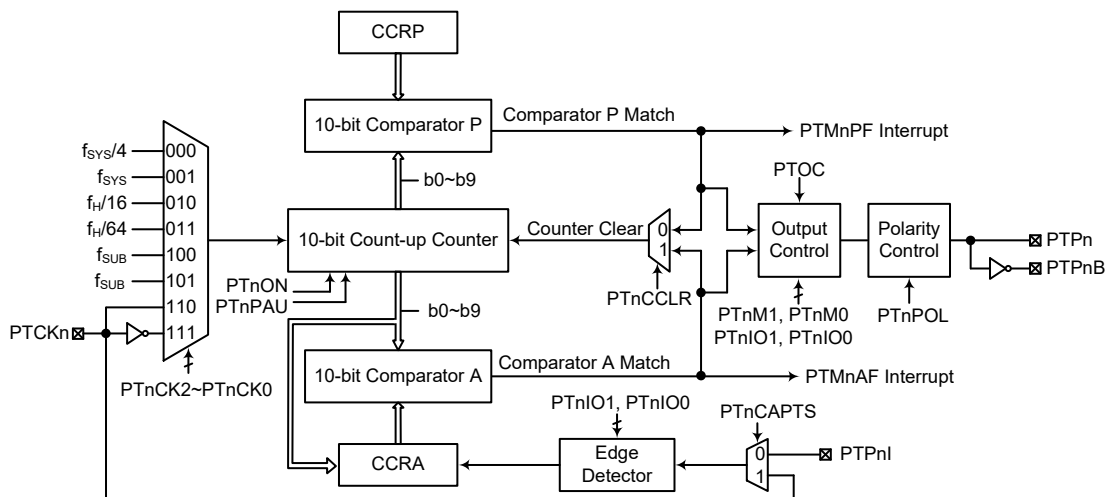 CCRP
10-bit Comparator P
Comparator P Match
PTMnPF Interrupt
fSYS/4
000
fSYS
001
fH/16
010
fH/64
011
fSUB
100
fSUB
101
110
111
PTCKn
PTnCK2~PTnCK0
b0~b9
10-bit Count-up Counter
Counter Clear
0
1
PTnCCLR
PTnON
PTnPAU
b0~b9
PTOC
Output
Control
PTnM1, PTnM0
PTnIO1, PTnIO0
Polarity
Control
PTnPOL
PTPn
PTPnB
10-bit Comparator A
Comparator A Match
PTMnAF Interrupt
CCRA
PTnIO1, PTnIO0
Edge
Detector
PTnCAPTS
0
1
PTPnI